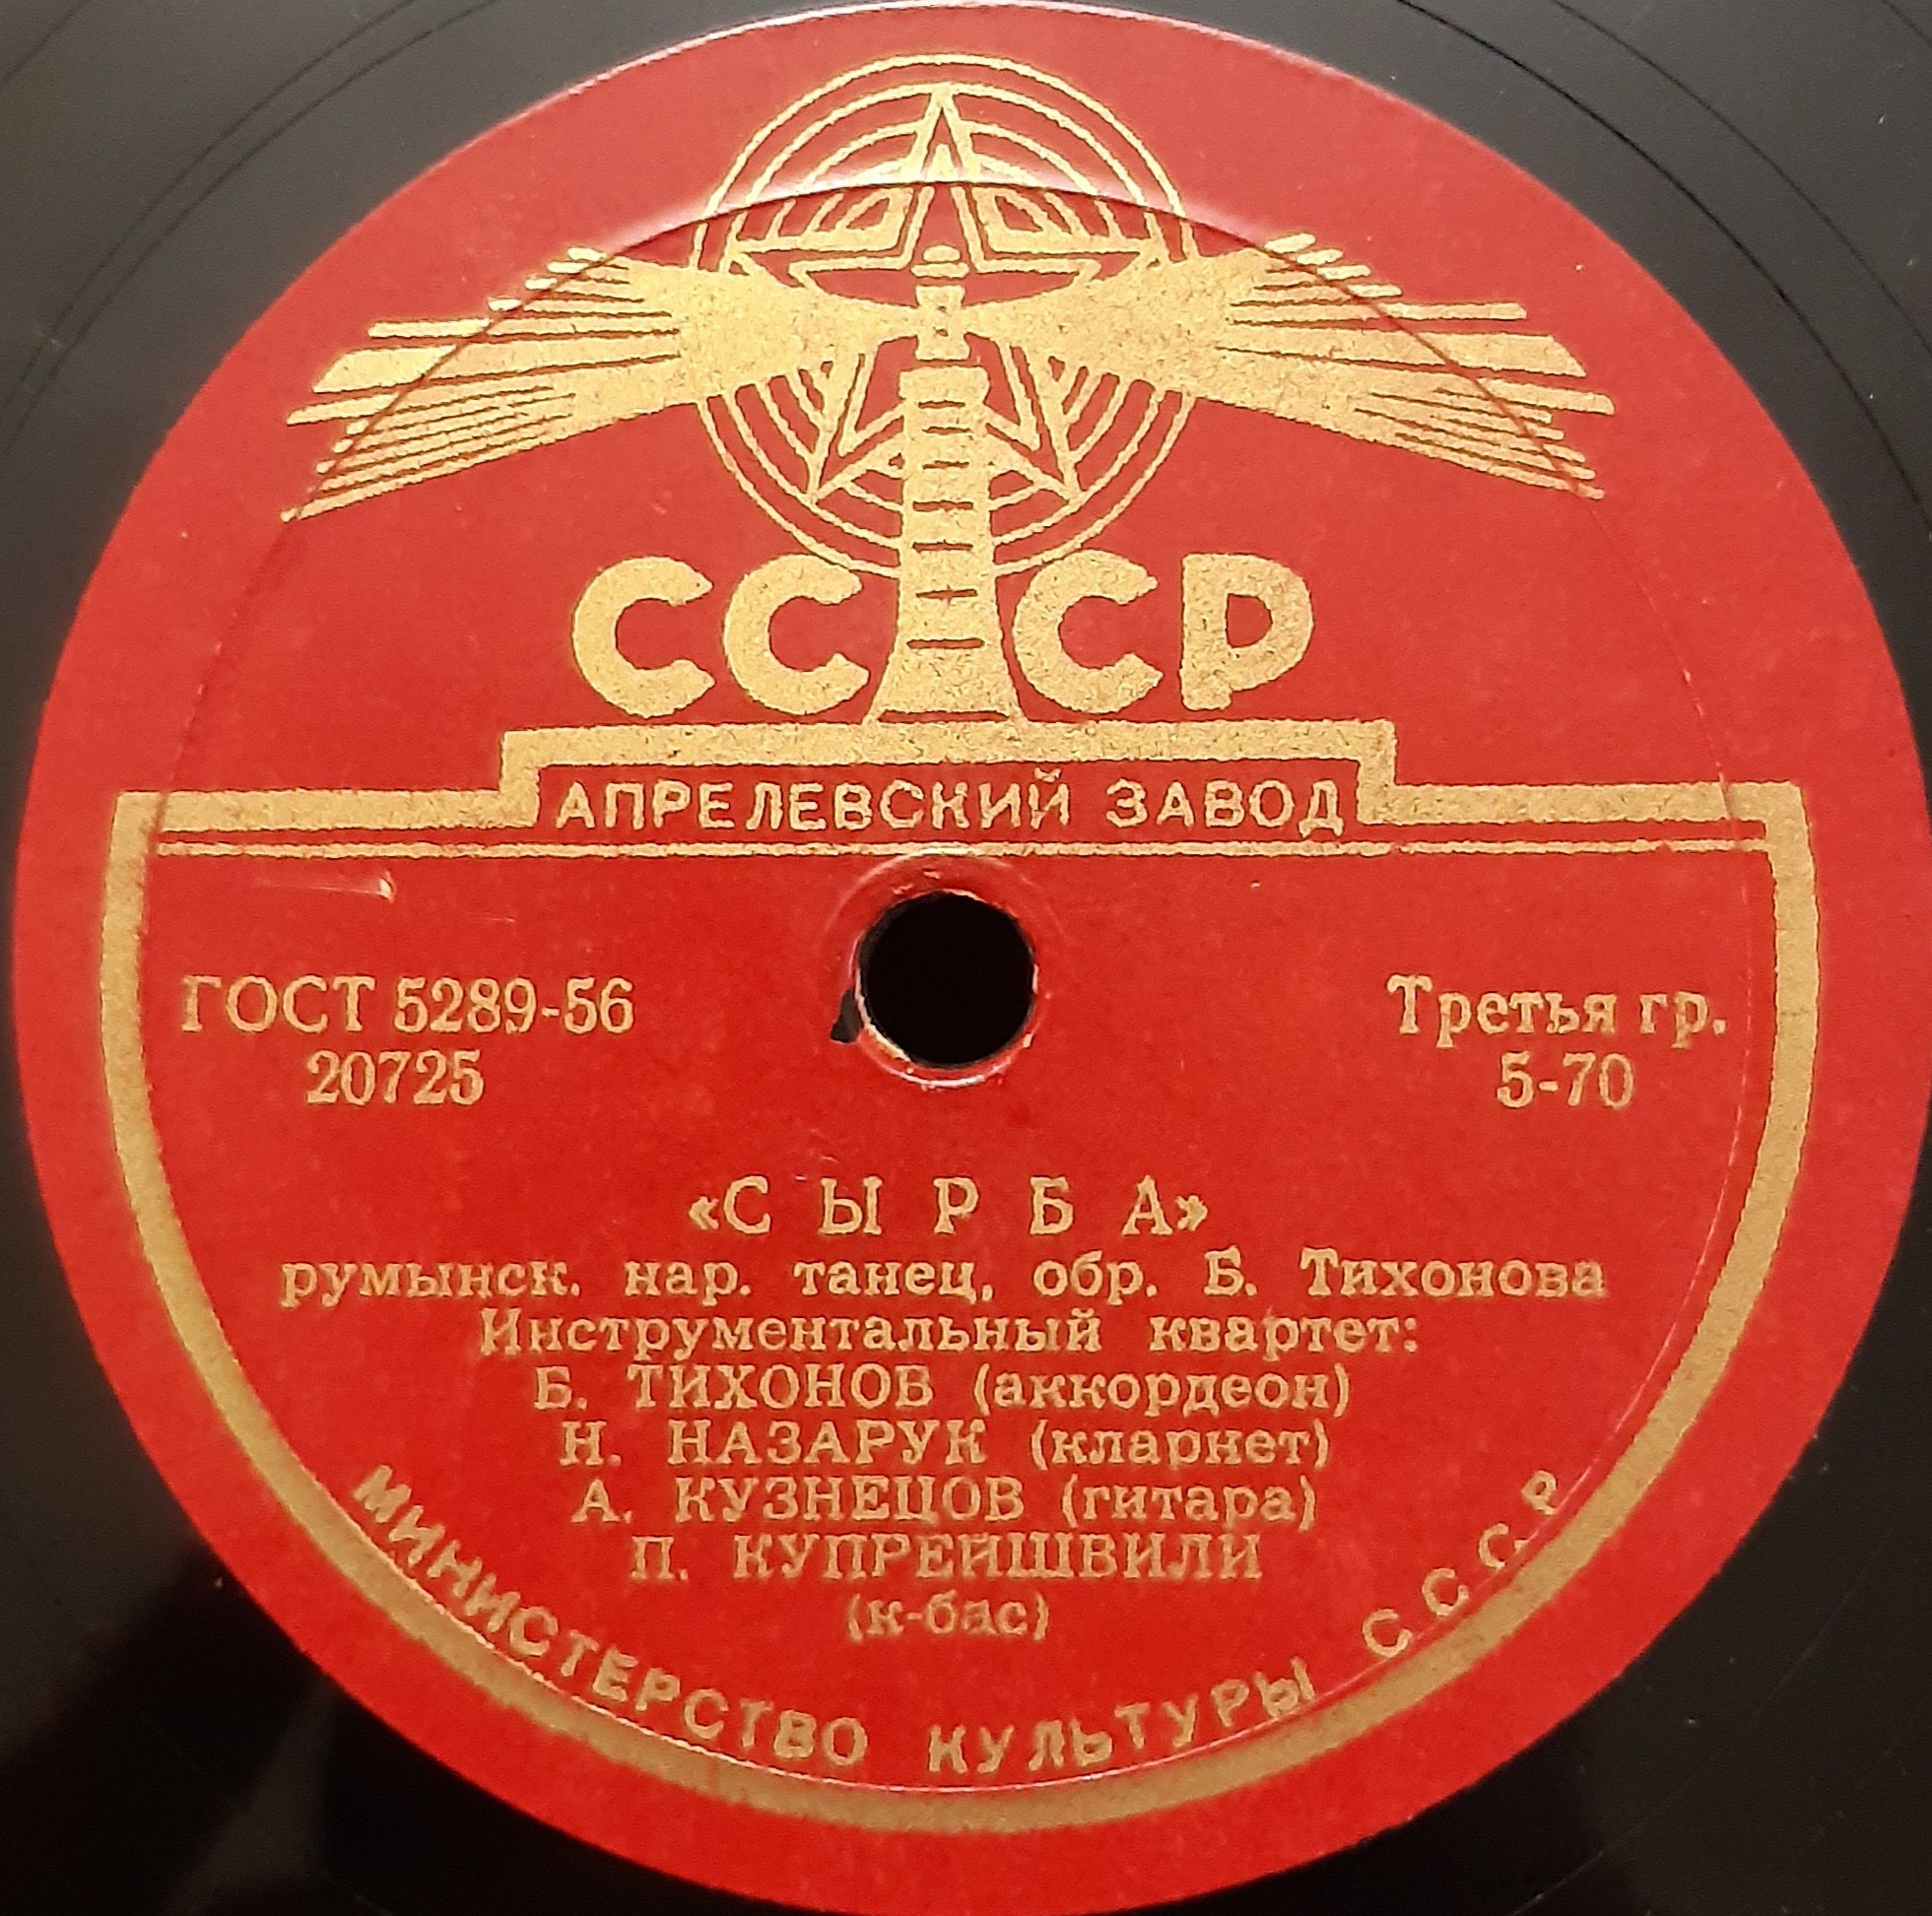 СССР
АПРЕЛЕВСКИЙ ЗАВОД
ГОСТ 5289-56
20725
Третья гр.
5-70
«С Ы Р Б А»
румынск. нар. танец, обр. Б. Тихонова
Инструментальный квартет:
Б. ТИХОНОВ (аккордеон)
Н. НАЗАРУК (кларнет)
А. КУЗНЕЦОВ (гитара)
П. КУПРЕЙШВИЛИ
(к-бас)
МИНИСТЕРСТВО КУЛЬТУРЫ СССР